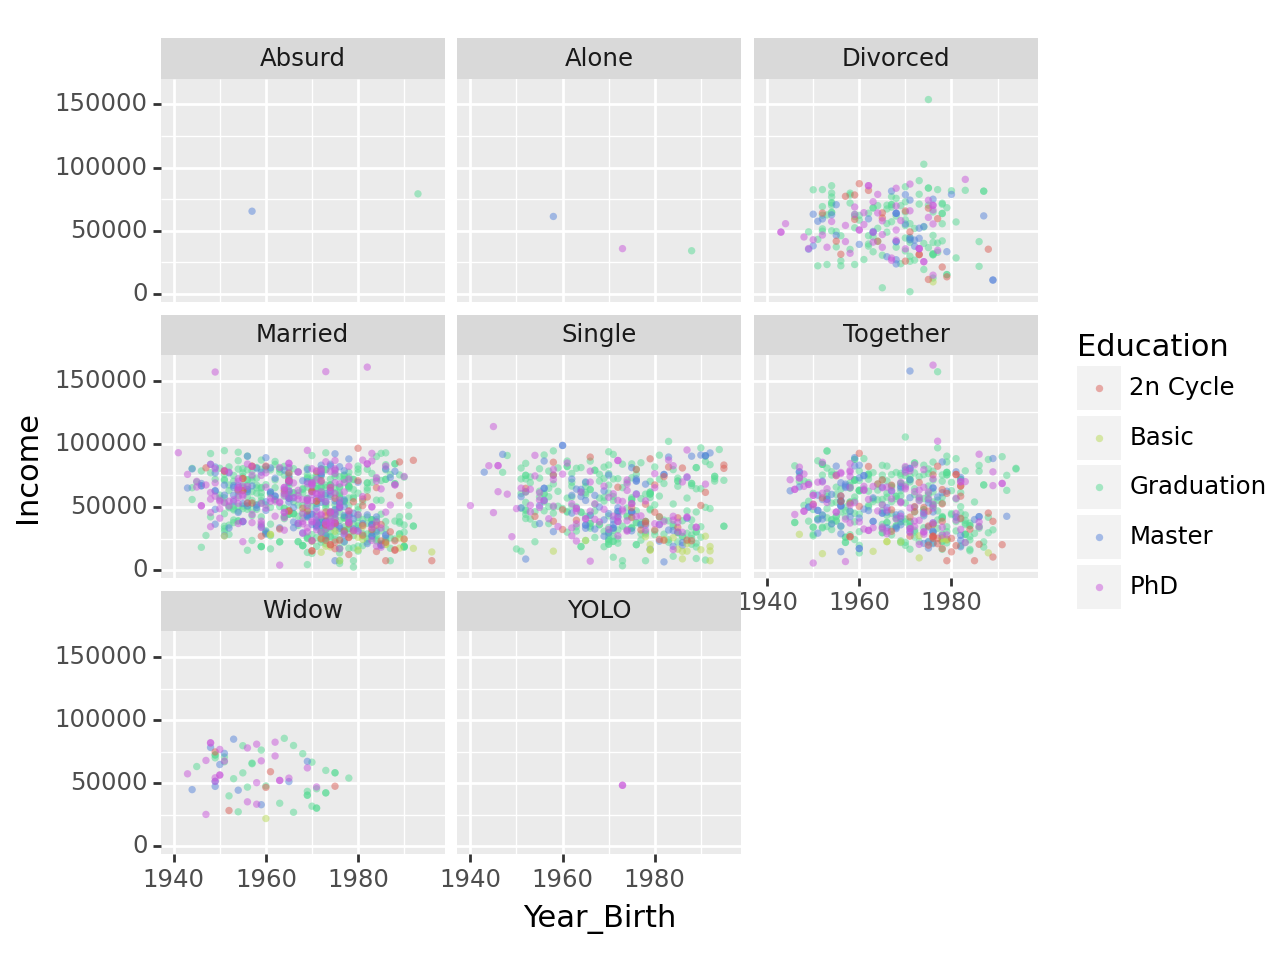 Absurd
Alone
Divorced
150000
100000
50000
0
Married
Single
Together
150000
100000
50000
0
1940
1960
1980
Widow
YOLO
150000
100000
50000
0
1940
1960
1980
1940
1960
1980
Year_Birth
Income
Education
2n Cycle
Basic
Graduation
Master
PhD